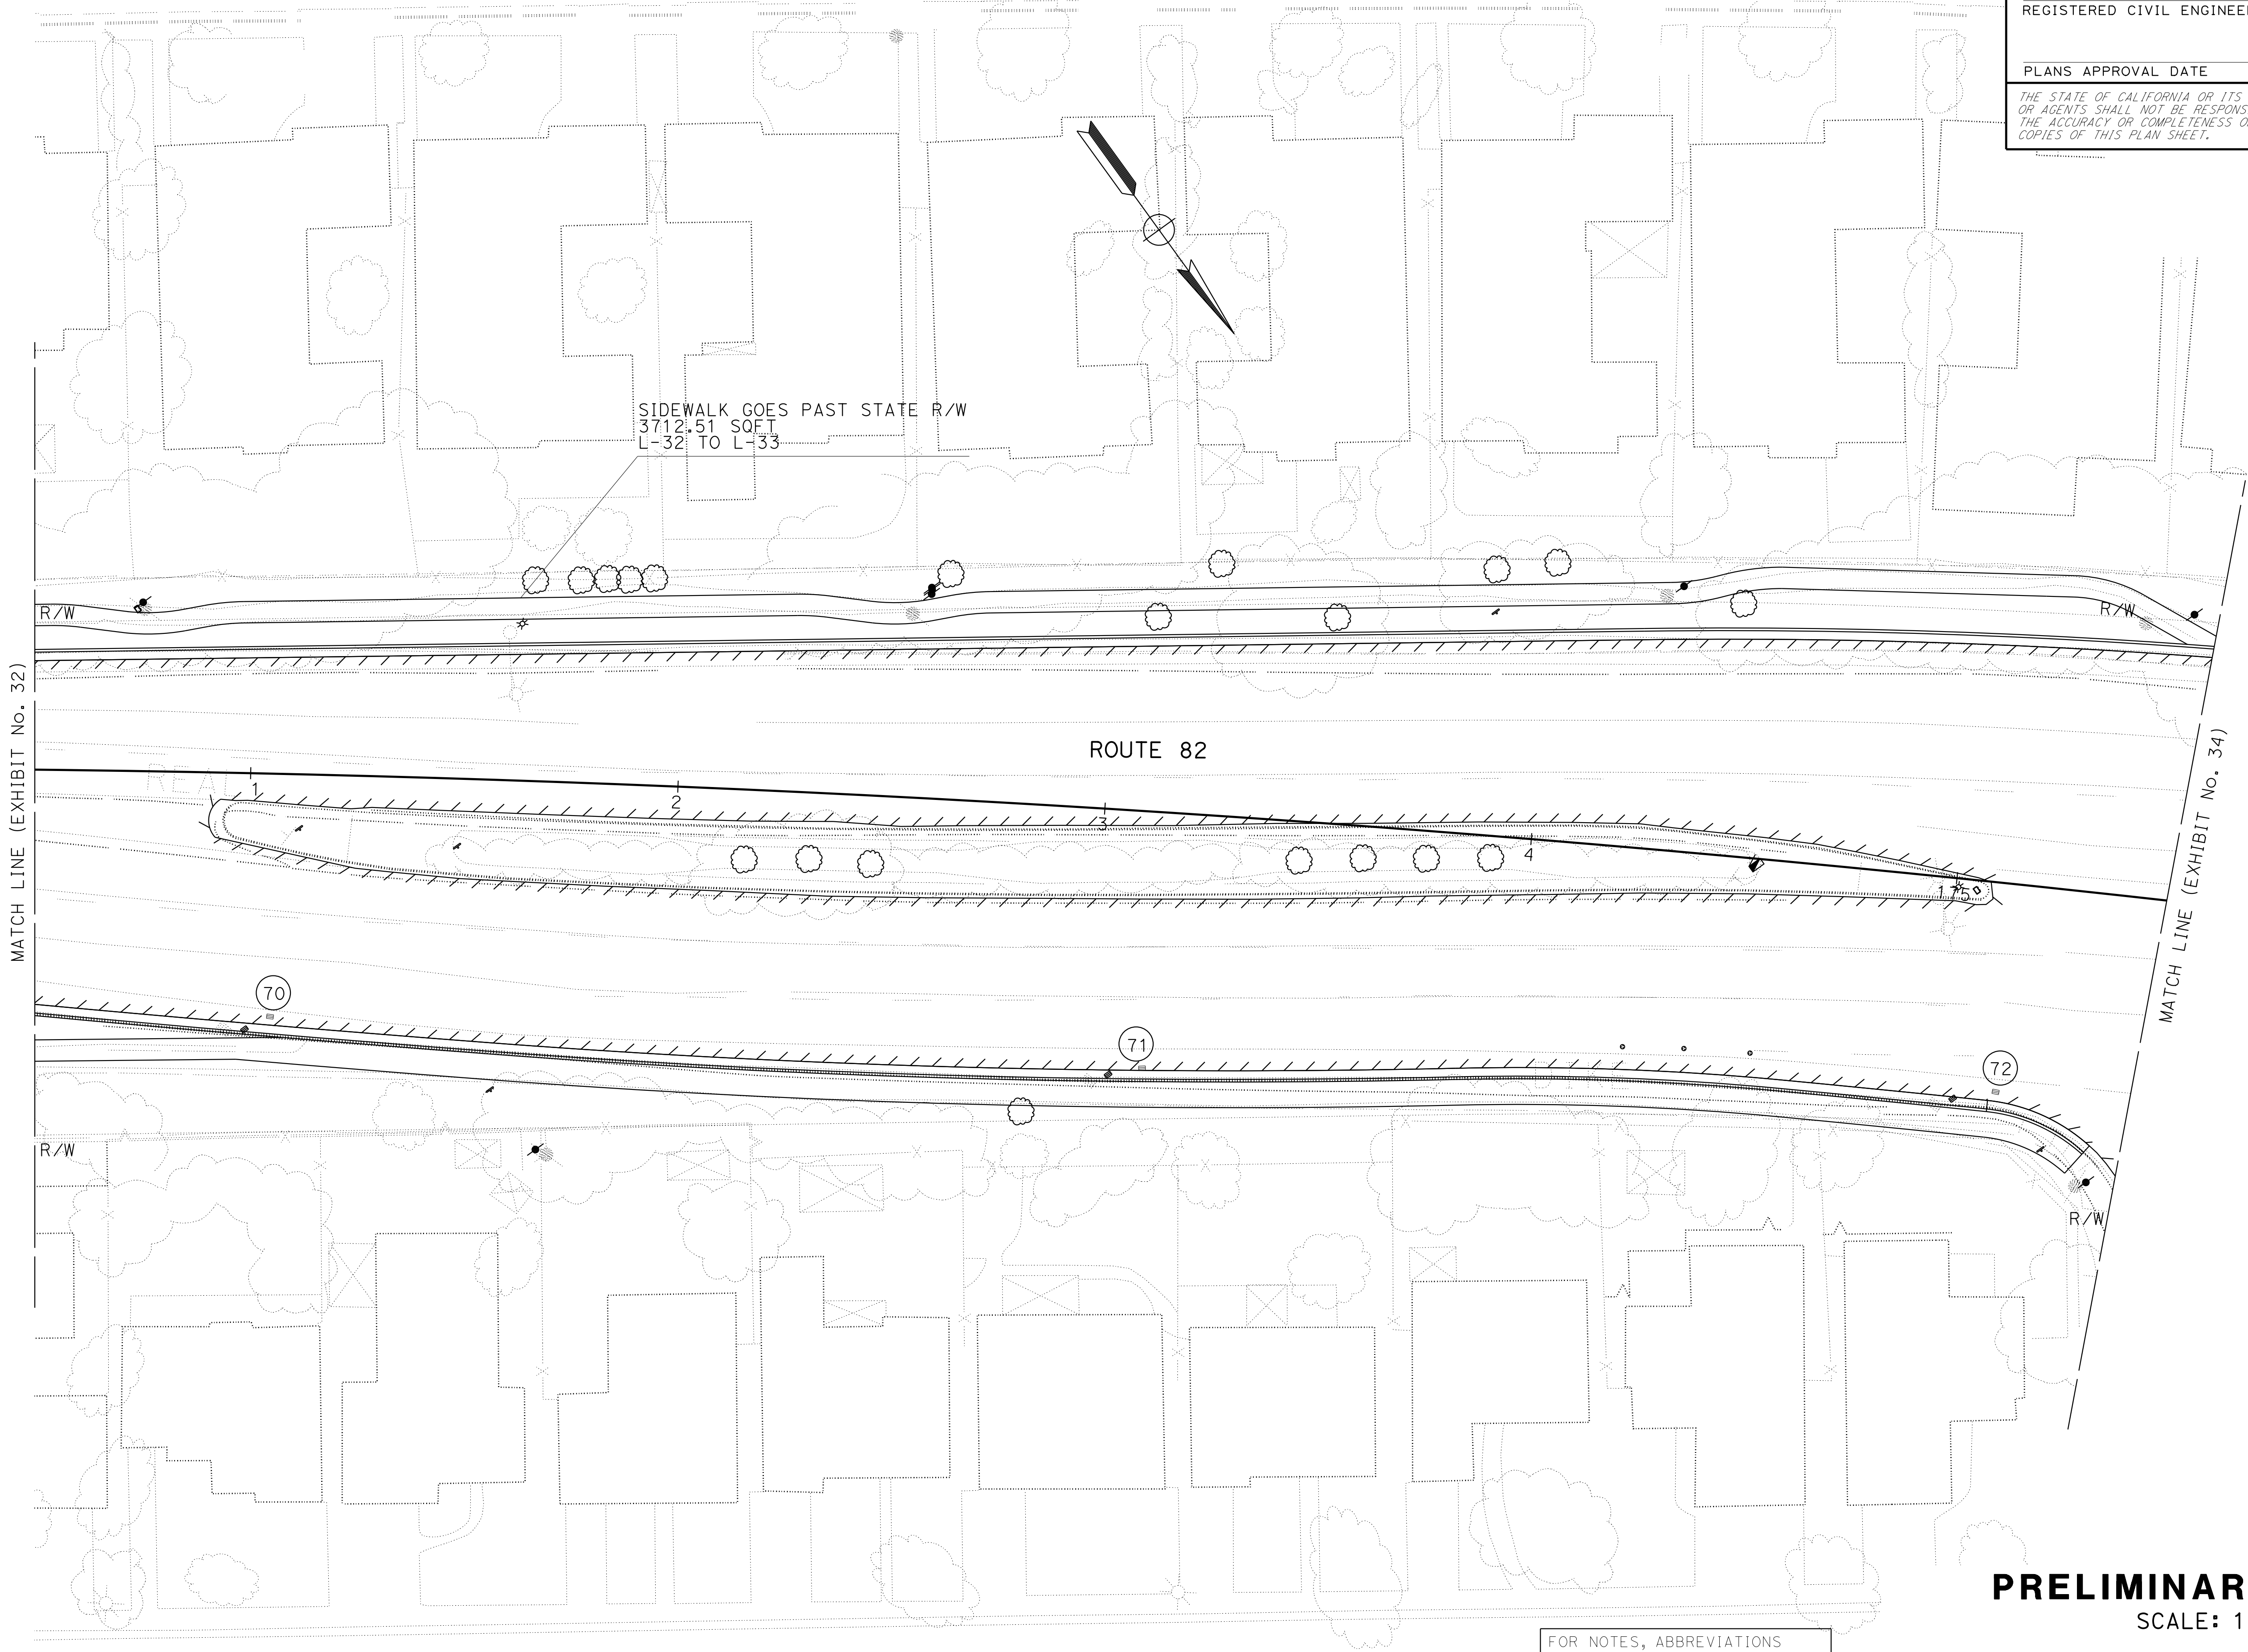 REGISTERED CIVIL ENGINEE
PLANS APPROVAL DATE
THE STATE OF CALIFORNIA OR ITS
OR AGENTS SHALL NOT BE RESPONS
THE ACCURACY OR COMPLETENESS O
COPIES OF THIS PLAN SHEET.
SIDEWALK GOES PAST STATE R/W
3712.51 SQFT
L-32 TO L-33
R/W
R/W
MATCH LINE (EXHIBIT No. 32)
ROUTE 82
MATCH LINE (EXHIBIT No. 34)
REAL
1
2
3
4
175
70
71
72
R/W
R/W
PRELIMINAR
SCALE: 1
FOR NOTES, ABBREVIATIONS